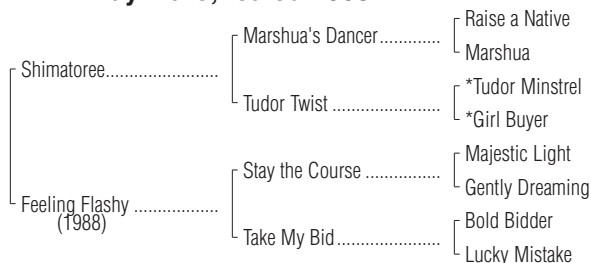 Raise a Native
Marshua's Dancer
Marshua
Shimatoree
*Tudor Minstrel
Tudor Twist
*Girl Buyer
Majestic Light
Stay the Course
Gently Dreaming
Feeling Flashy
(1988)
Bold Bidder
Take My Bid
Lucky Mistake